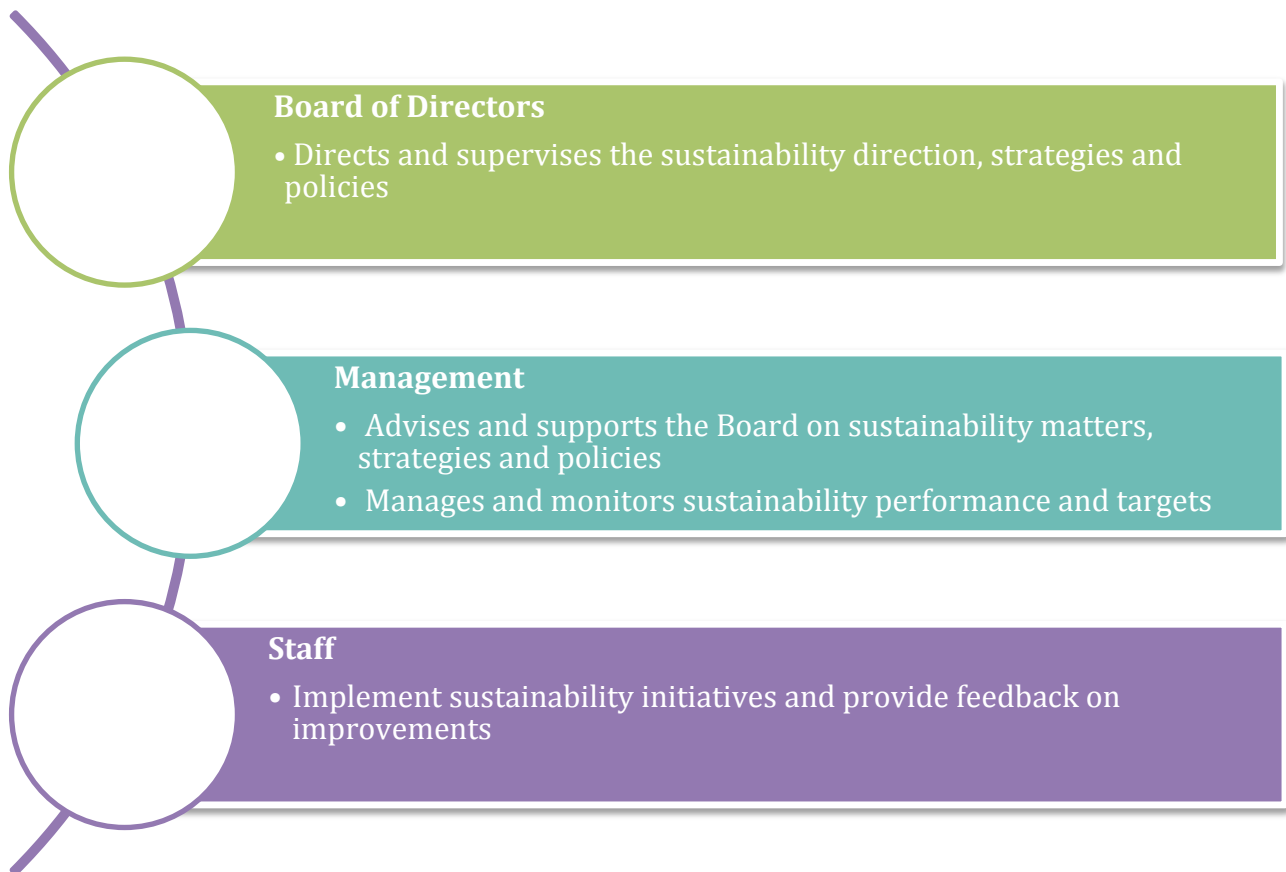 Board of Directors
• Directs and supervises the sustainability direction, strategies and
policies
Management
• Advises and supports the Board on sustainability matters,
strategies and policies
• Manages and monitors sustainability performance and targets
Staff
• Implement sustainability initiatives and provide feedback on
improvements